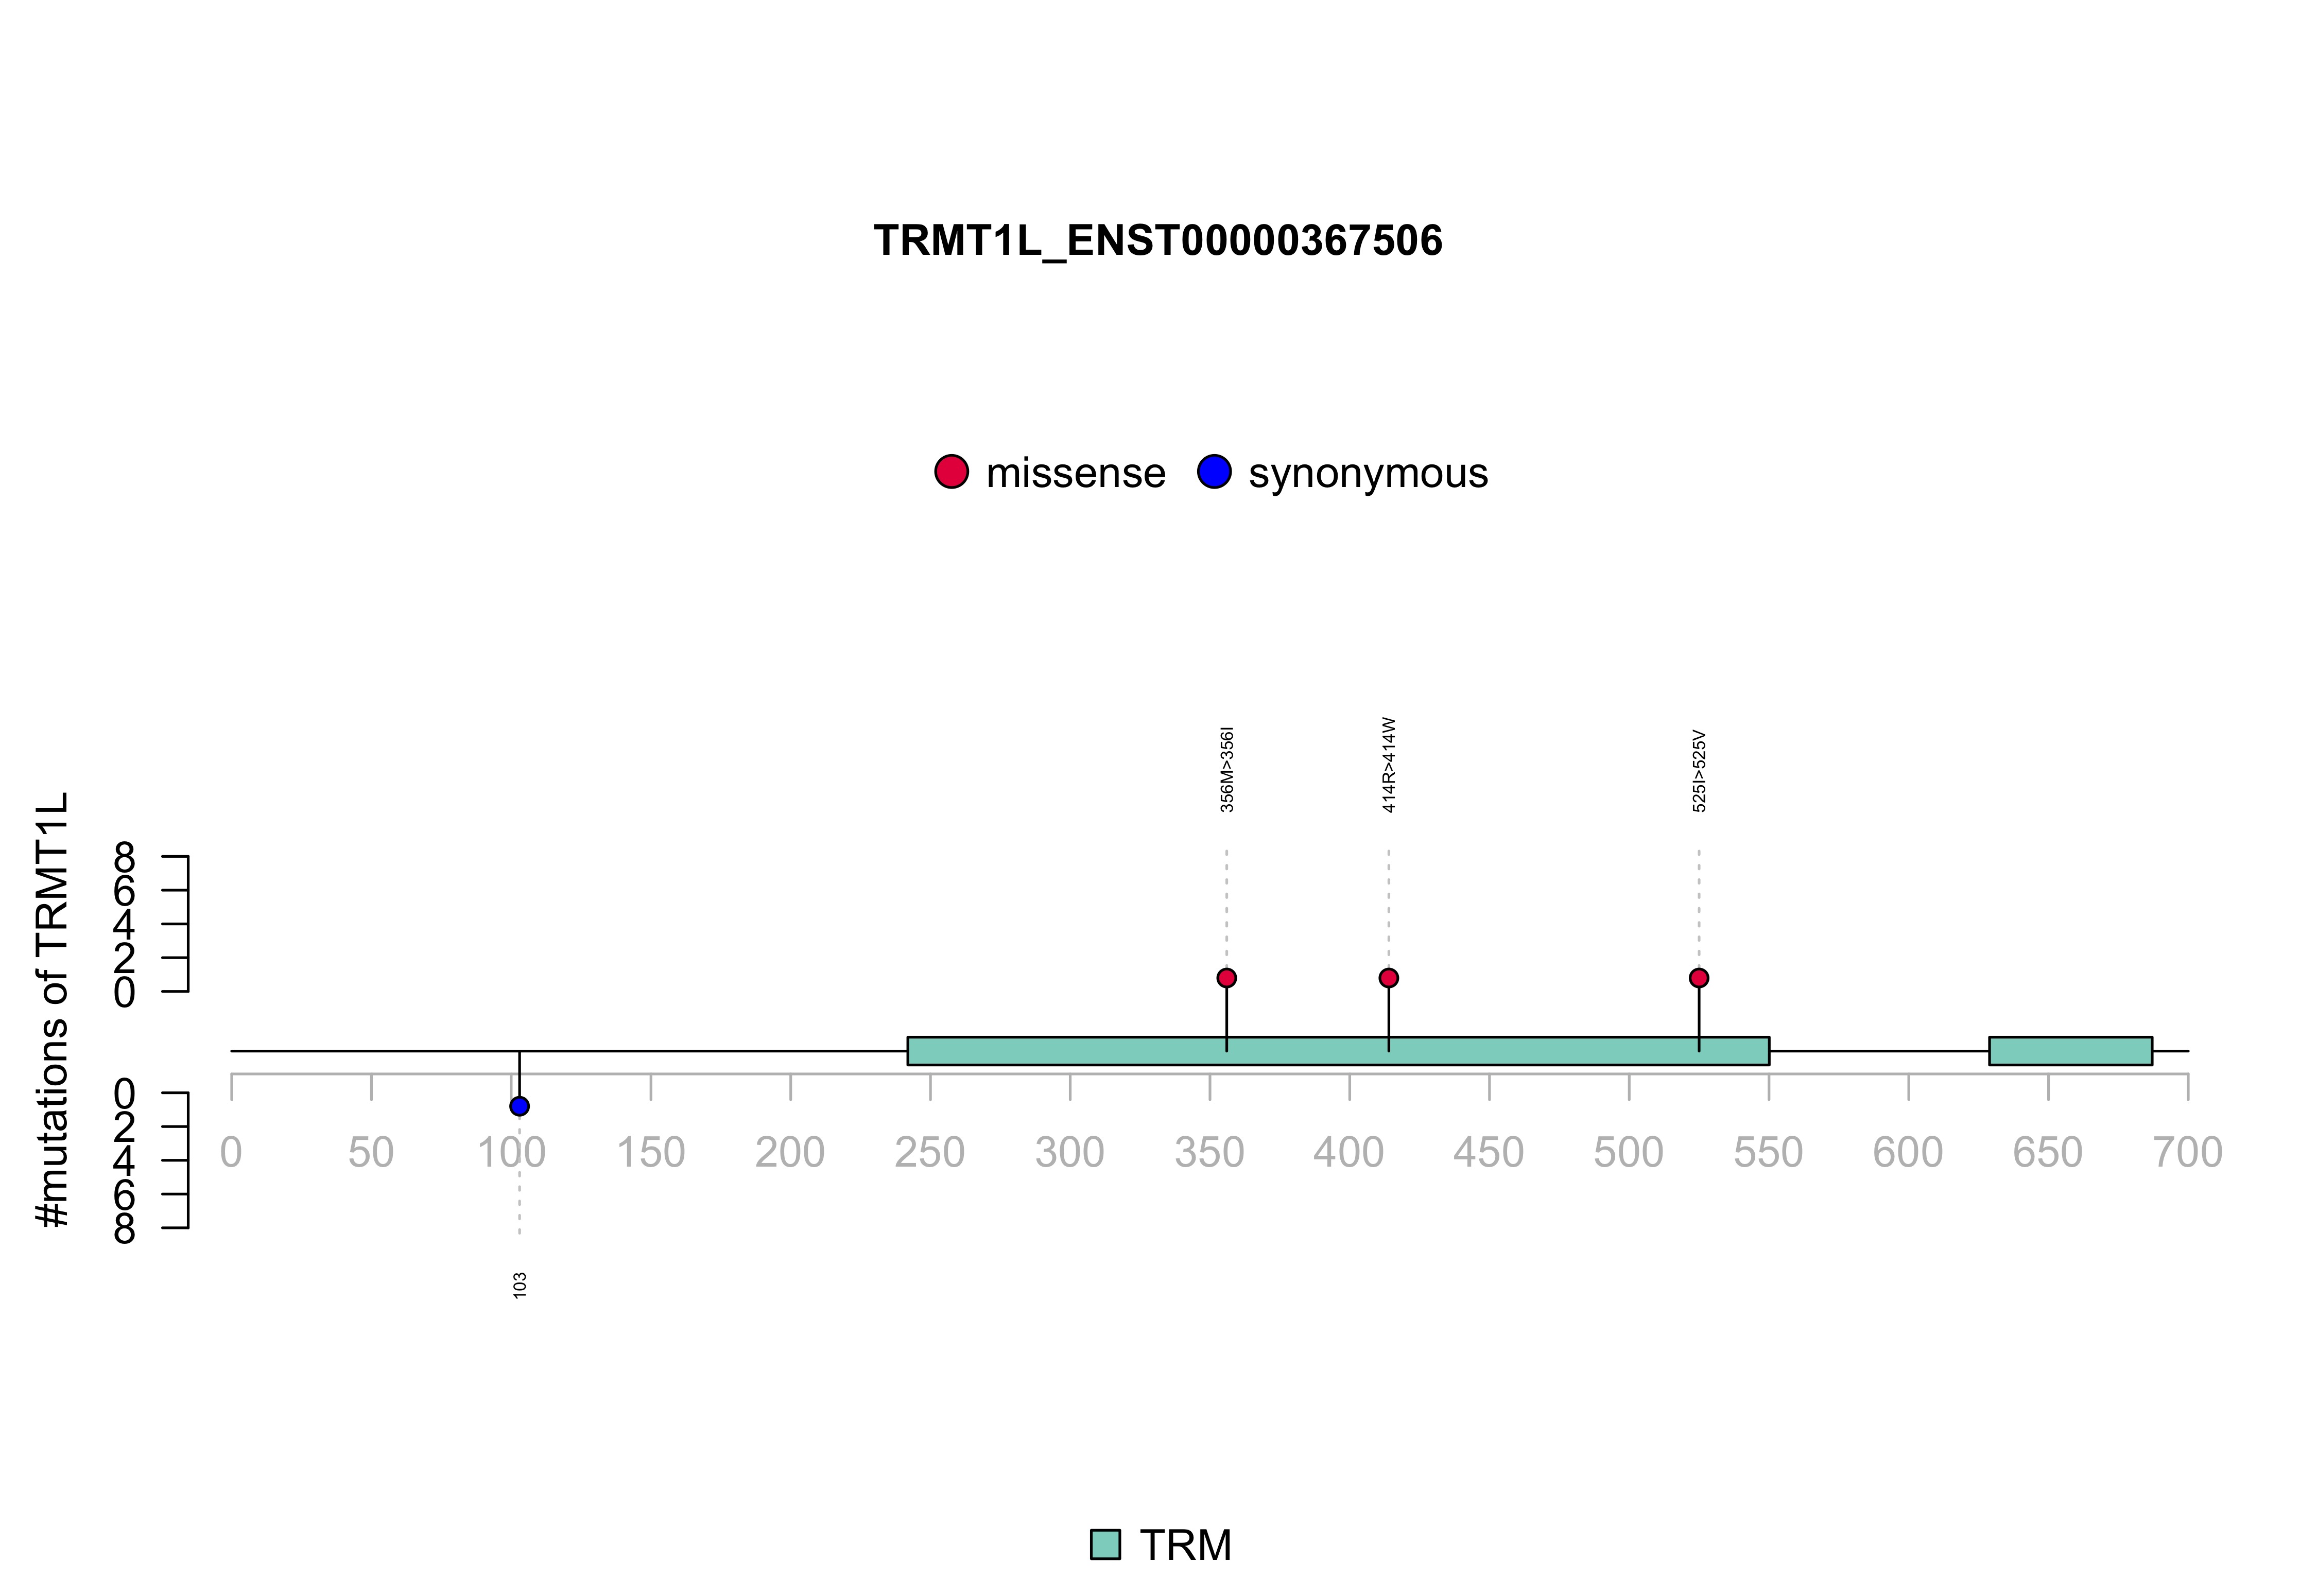 TRMT1L_ENST00000367506
missense synonymous
356M>356I
414R>414W
525I>525V
#mutations of TRMT1L
8
6
4
2
0
0
2
4
6
8
0 50 100 150 200 250 300 350 400 450 500 550 600 650 700
103
TRM